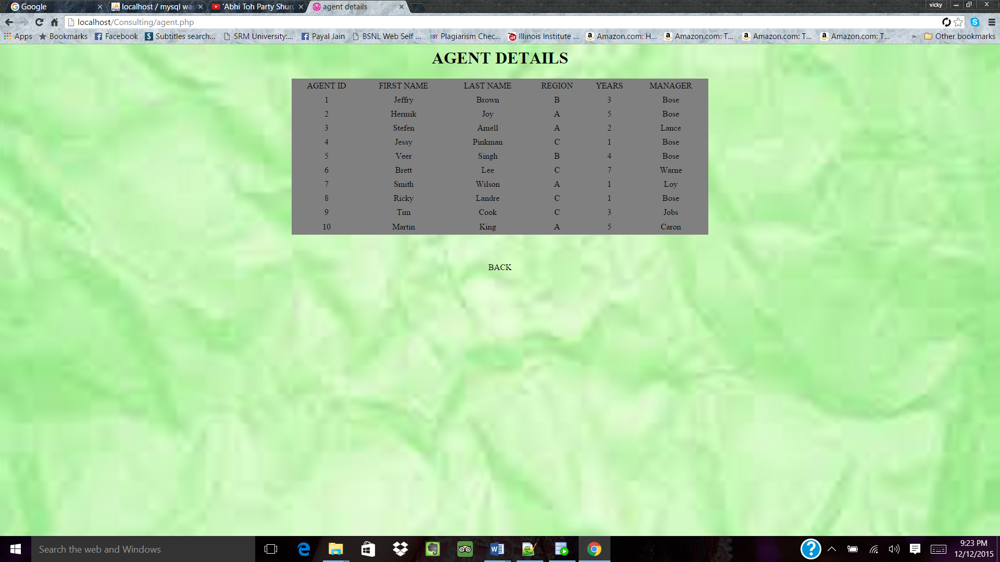 Google
localhost / mysql wa
'Abhi Toh Party Shuru
agent details
vicky
localhost/Consulting/agent.php
Apps Bookmarks Facebook Subtitles search... SRM University:... Payal Jain BSNL Web Self ... SST Plagiarism Chec... Illinois Institute ... Amazon.com: H... Amazon.com: T... Amazon.com: T... Amazon.com: T... » Other bookmarks
AGENT DETAILS
AGENT ID FIRST NAME LAST NAME REGION YEARS MANAGER
1 Jeffry Brown B 3 Bose
2 Hermik Joy A 5 Bose
3 Stefen Amell A 2 Lance
4 Jessy Pinkman C 1 Bose
5 Veer Singh B 4 Bose
6 Brett Lee C 7 Warne
7 Smith Wilson A 1 Loy
8 Ricky Landre C 1 Bose
9 Tim Cook C 3 Jobs
10 Martin King A 5 Caron
BACK
Search the web and Windows
9:23 PM
12/12/2015